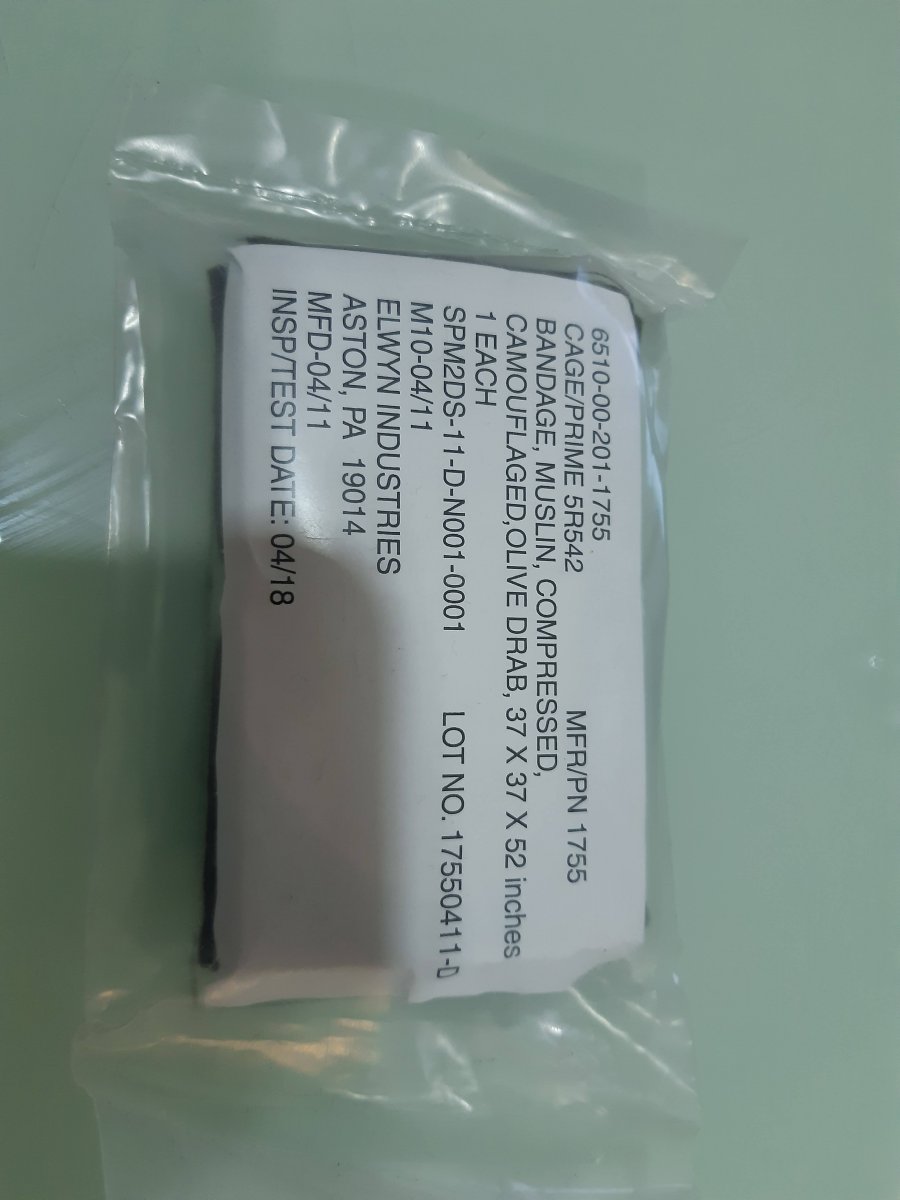 6510-00-201-1755
CAGE/PRIME 5R542 MFR/PN 1755
BANDAGE, MUSLIN, COMPRESSED,
CAMOUFLAGED,OLIVE DRAB, 37 X 37 X 52 inches
1 EACH
SPM2DS-11-D-N001-0001 LOT NO. 17550411-D
M10-04/11
ELWYN INDUSTRIES
ASTON, PA 19014
MFD-04/11
INSP/TEST DATE: 04/18